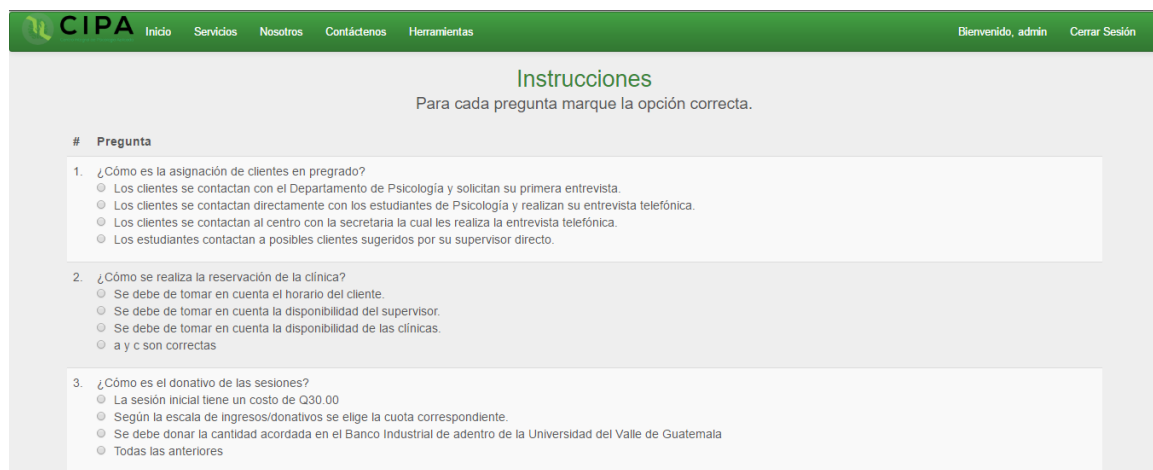 CIPA Inicio Servicios Nosotros Contáctenos Herramientas Bienvenido, admin Cerrar Sesión
Instrucciones
Para cada pregunta marque la opción correcta.
# Pregunta
1. ¿Cómo es la asignación de clientes en pregrado?
Los clientes se contactan con el Departamento de Psicología y solicitan su primera entrevista.
Los clientes se contactan directamente con los estudiantes de Psicología y realizan su entrevista telefónica.
Los clientes se contactan al centro con la secretaria la cual les realiza la entrevista telefónica.
Los estudiantes contactan a posibles clientes sugeridos por su supervisor directo.
2. ¿Cómo se realiza la reservación de la clínica?
Se debe de tomar en cuenta el horario del cliente.
Se debe de tomar en cuenta la disponibilidad del supervisor.
Se debe de tomar en cuenta la disponibilidad de las clínicas.
a y c son correctas
3. ¿Cómo es el donativo de las sesiones?
La sesión inicial tiene un costo de Q30.00
Según la escala de ingresos/donativos se elige la cuota correspondiente.
Se debe donar la cantidad acordada en el Banco Industrial de adentro de la Universidad del Valle de Guatemala
Todas las anteriores